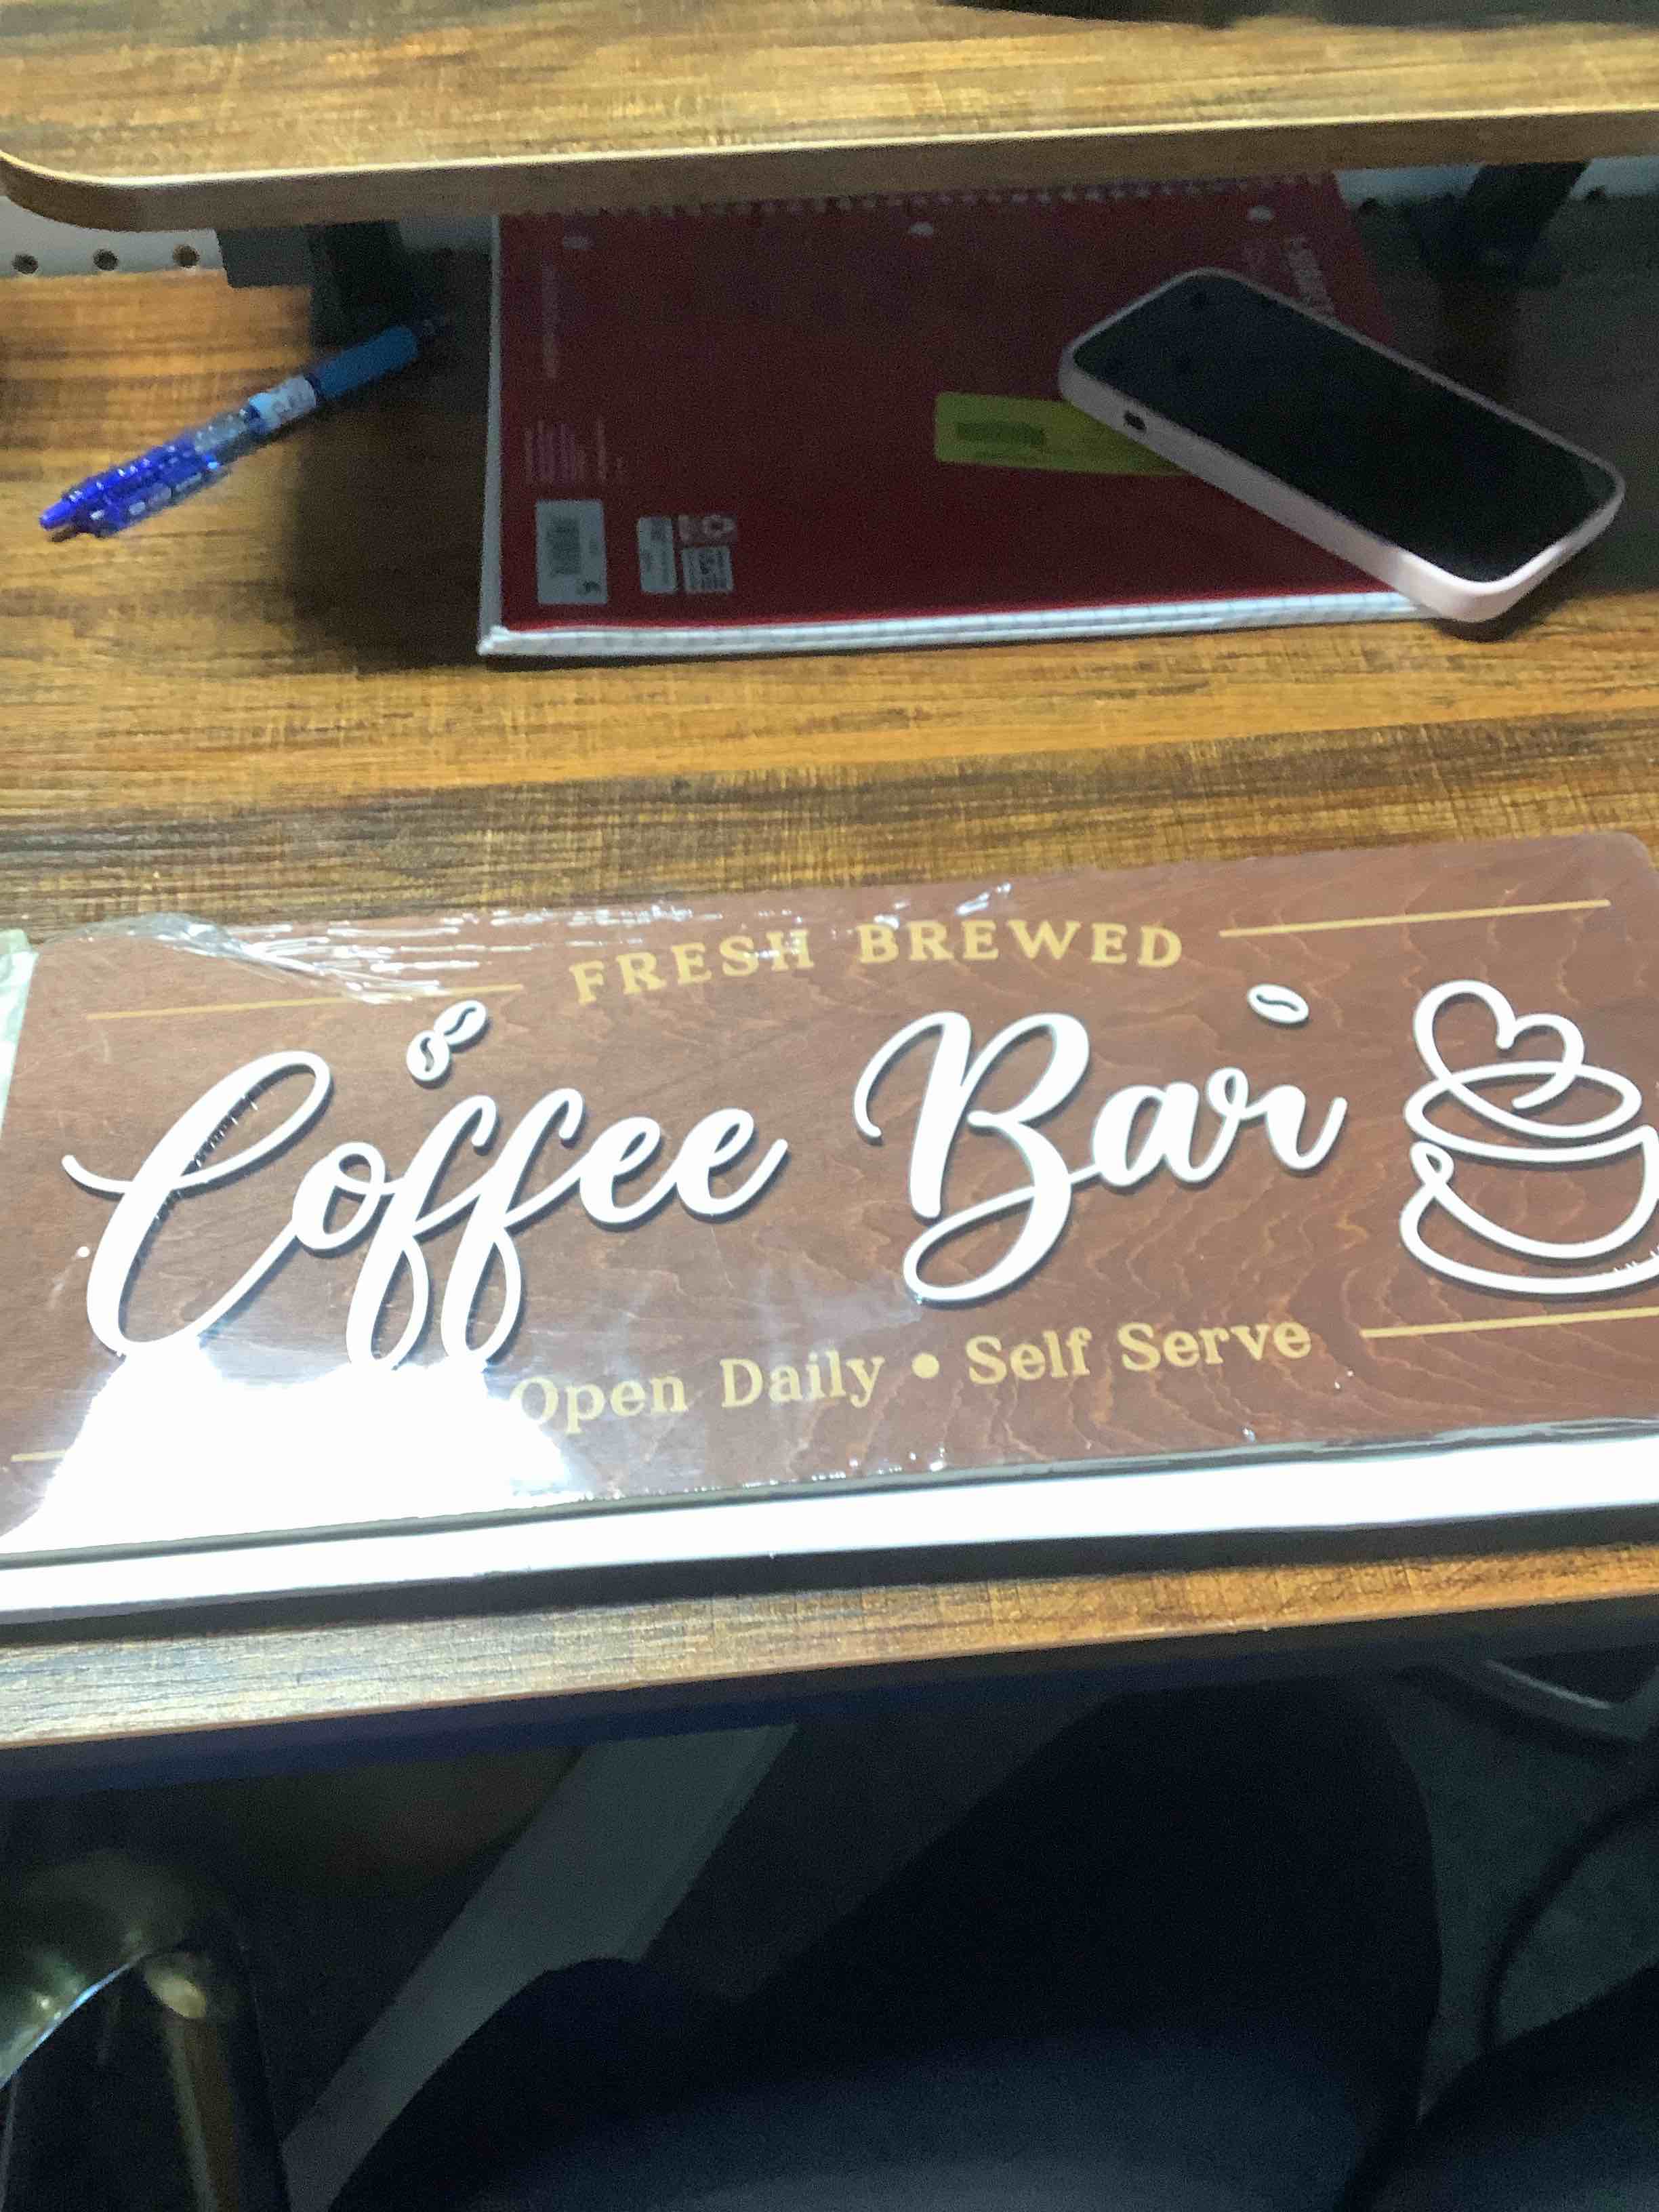 FRESH BREWED
Coffee Bar
Open Daily • Self Serve